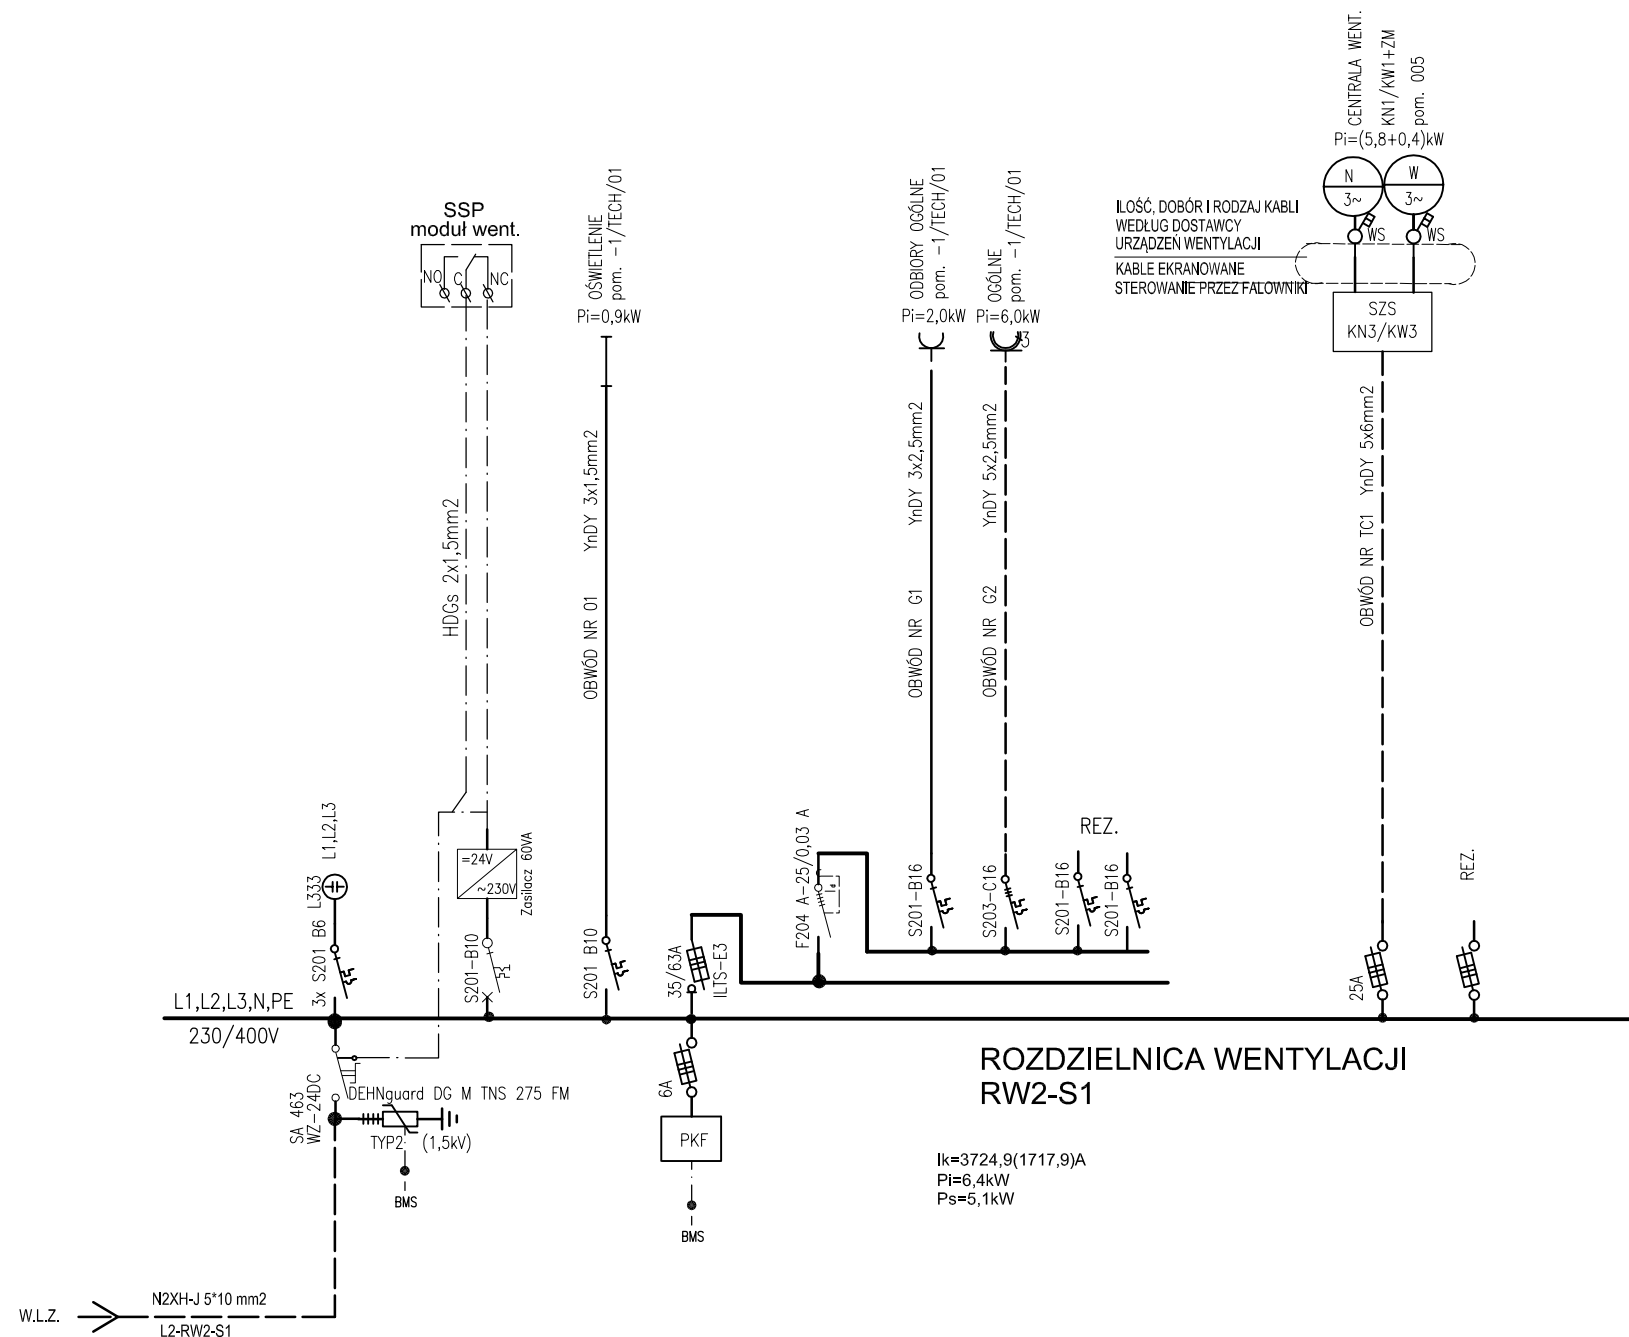 CENTRALA WENT.
KN1/KW1+ZM
pom. 005
Pi=(5,8+0,4)kW
N
3~
W
3~
WS
WS
ILOŚĆ, DOBÓR I RODZAJ KABLI
WEDŁUG DOSTAWCY
URZĄDZEŃ WENTYLACJI
KABLE EKRANOWANE
STEROWANIE PRZEZ FALOWNIKI
SZS
KN3/KW3
SSP
moduł went.
NO
C
NC
OŚWIETLENIE
pom. -1/TECH/01
Pi=0,9kW
ODBIORY OGÓLNE
pom. -1/TECH/01
Pi=2,0kW
OGÓLNE
pom. -1/TECH/01
Pi=6,0kW
3
HDGs 2x1,5mm2
OBWÓD NR 01 YnDY 3x1,5mm2
OBWÓD NR G1 YnDY 3x2,5mm2
OBWÓD NR G2 YnDY 5x2,5mm2
OBWÓD NR TC1 YnDY 5x6mm2
L1,L2,L3
L333
3x S201 B6
=24V
~230V
Zasilacz 60VA
S201-B10
S201 B10
35/63A
ILTS-E3
F204 A-25/0,03 A
S201-B16
S203-C16
REZ.
S201-B16
S201-B16
25A
REZ.
L1,L2,L3,N,PE
230/400V
SA 463
WZ-24DC
DEHNguard DG M TNS 275 FM
TYP2 (1,5kV)
BMS
6A
PKF
BMS
ROZDZIELNICA WENTYLACJI
RW2-S1
Ik=3724,9(1717,9)A
Pi=6,4kW
Ps=5,1kW
W.L.Z.
N2XH-J 5*10 mm2
L2-RW2-S1